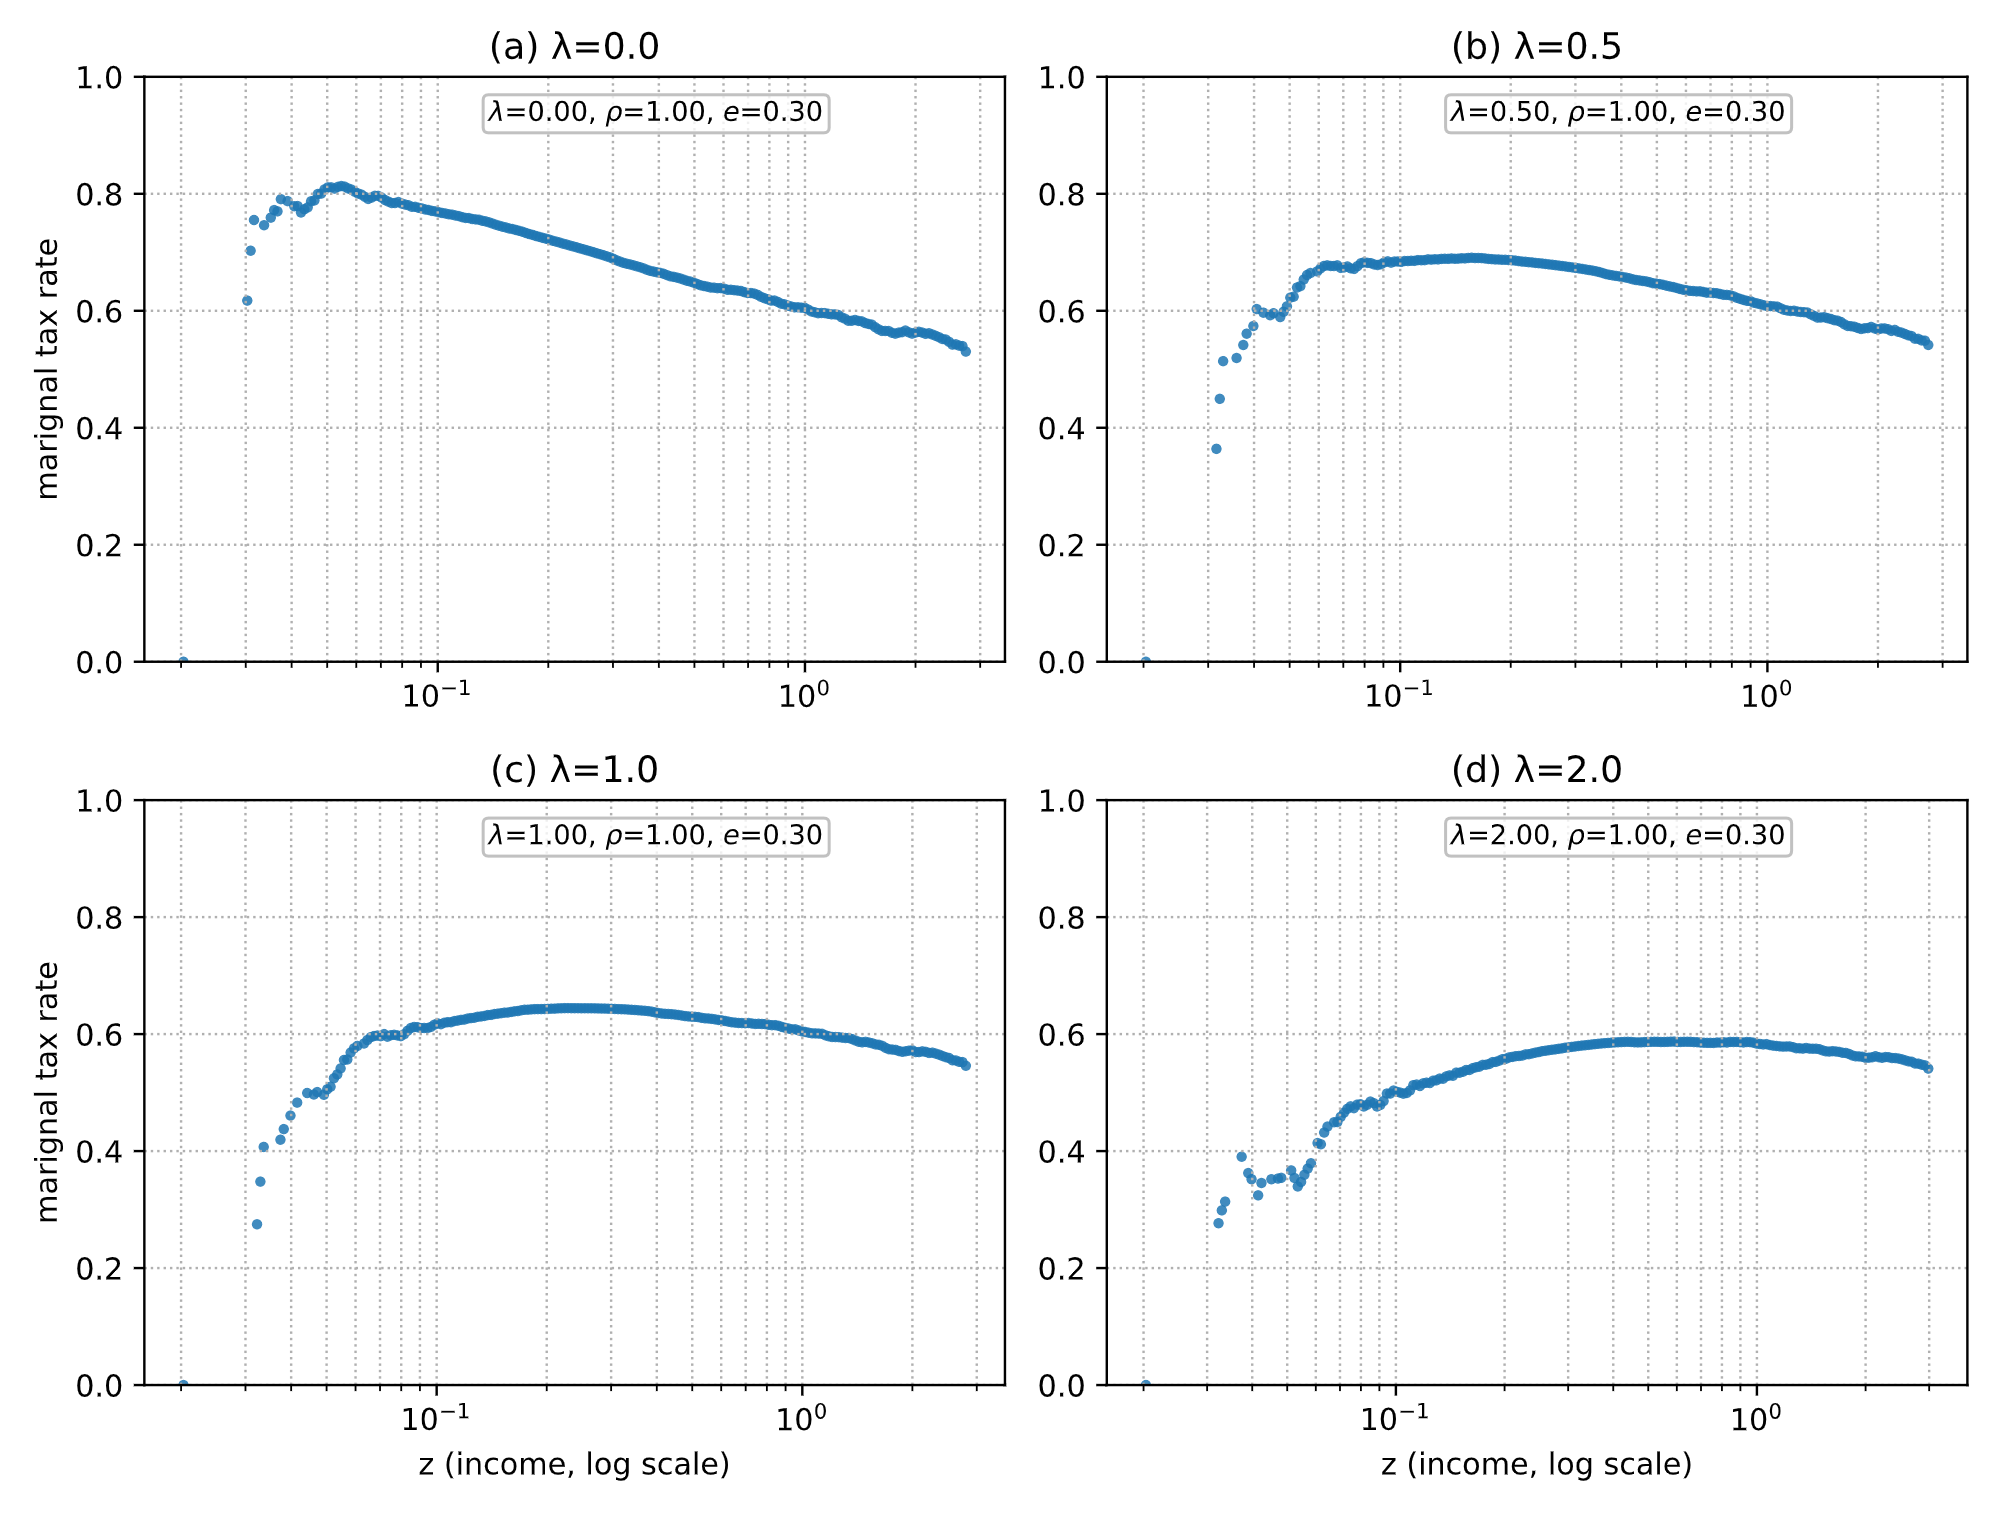 (a) λ=0.0
λ=0.00, ρ=1.00, e=0.30
marignal tax rate
1.0
0.8
0.6
0.4
0.2
0.0
10⁻¹ 10⁰
(b) λ=0.5
λ=0.50, ρ=1.00, e=0.30
1.0
0.8
0.6
0.4
0.2
0.0
10⁻¹ 10⁰
(c) λ=1.0
λ=1.00, ρ=1.00, e=0.30
marignal tax rate
1.0
0.8
0.6
0.4
0.2
0.0
10⁻¹ 10⁰
z (income, log scale)
(d) λ=2.0
λ=2.00, ρ=1.00, e=0.30
1.0
0.8
0.6
0.4
0.2
0.0
10⁻¹ 10⁰
z (income, log scale)